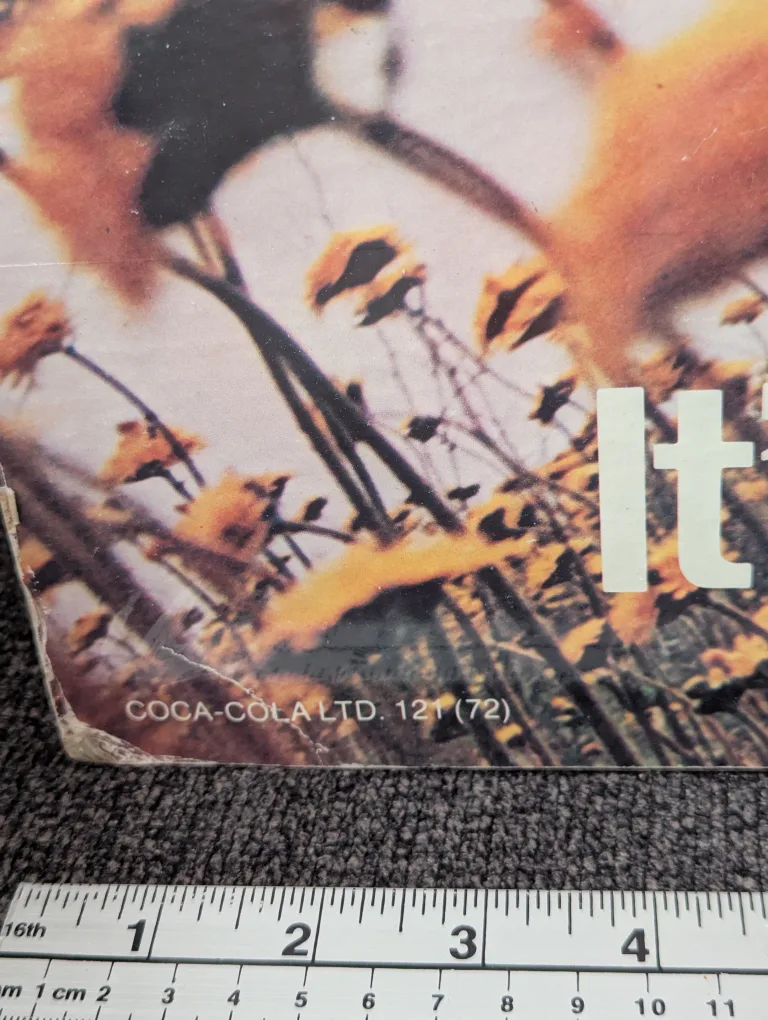 It'
COCA-COLA LTD. 121 (72)
16th 1 2 3 4
m 1 cm 2 3 4 5 6 7 8 9 10 11